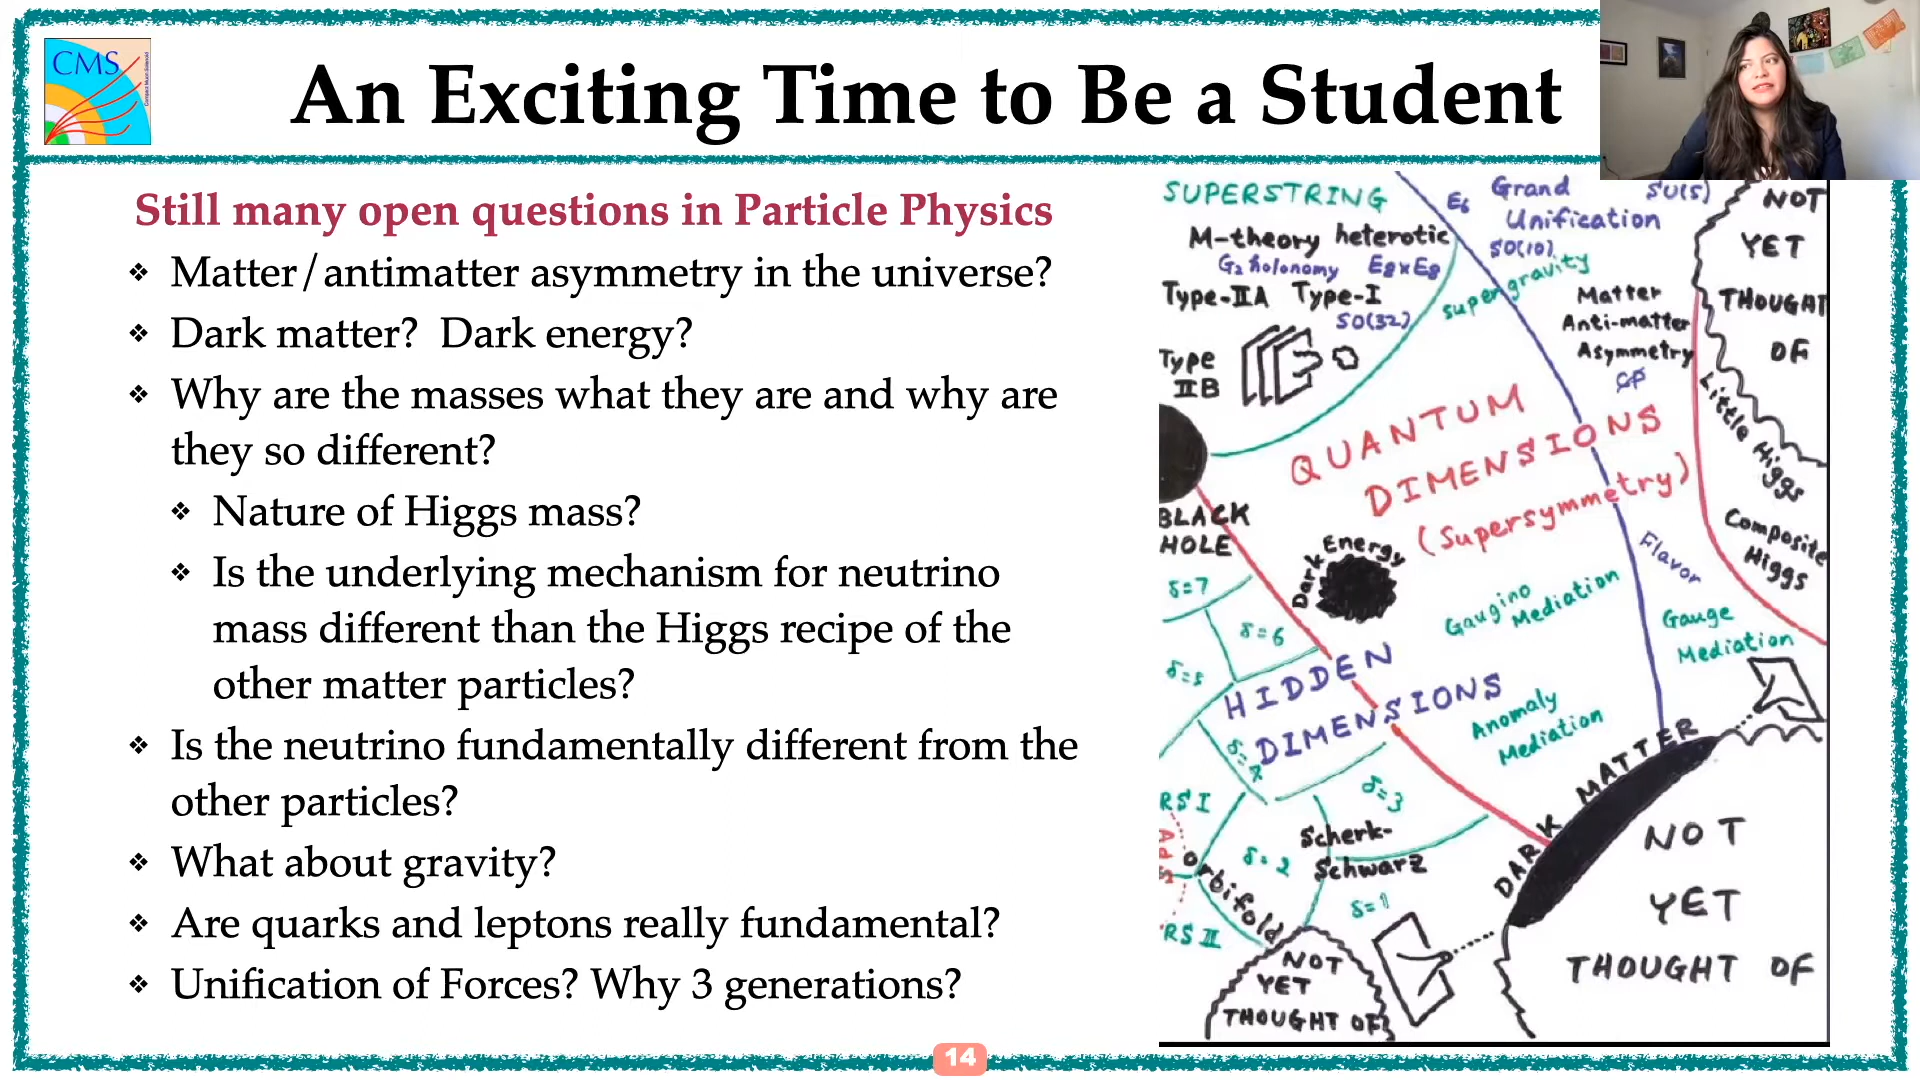 CMS
An Exciting Time to Be a Student
Still many open questions in Particle Physics
❖ Matter/antimatter asymmetry in the universe?
❖ Dark matter? Dark energy?
❖ Why are the masses what they are and why are
they so different?
❖ Nature of Higgs mass?
❖ Is the underlying mechanism for neutrino
mass different than the Higgs recipe of the
other matter particles?
❖ Is the neutrino fundamentally different from the
other particles?
❖ What about gravity?
❖ Are quarks and leptons really fundamental?
❖ Unification of Forces? Why 3 generations?
SUPERSTRING
M-theory heterotic
G₂ holonomy E8xE8
Type-IIA Type-I
SO(32)
Type
IIB
E6 Grand SU(5)
Unification
SO(10)
supergravity
Matter
Anti-matter
Asymmetry
CP
NOT
YET
THOUGHT
OF
Little Higgs
Composite
Higgs
QUANTUM
DIMENSIONS
(Supersymmetry)
BLACK
HOLE
Dark Energy
Flavor
Gaugino
Mediation
Gauge
Mediation
δ=7
δ=6
δ=5
HIDDEN
DIMENSIONS
δ=4
Anomaly
Mediation
DARK MATTER
RS I
AdS
δ=3
Scherk-
Schwarz
Orbifold
δ=2
δ=1
RS II
NOT
YET
THOUGHT OF
NOT
YET
THOUGHT OF
14